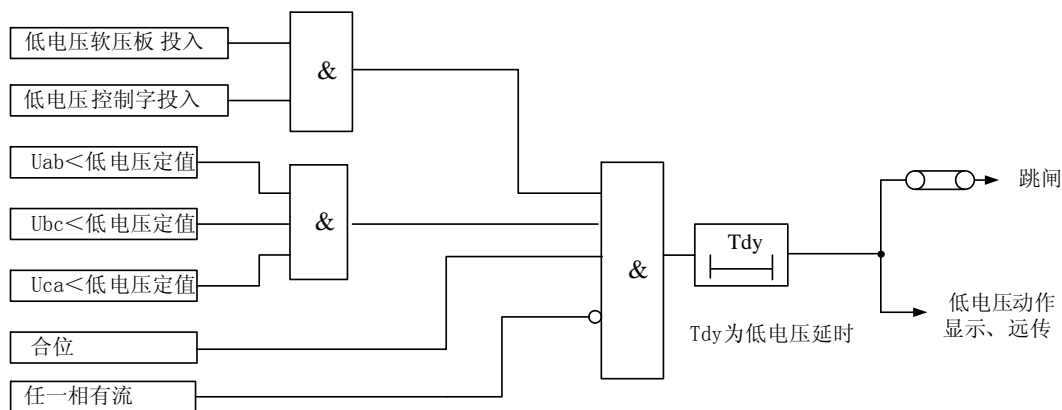 低电压软压板 投入
&
低电压控制字投入
Uab＜低电压定值
Ubc＜低电压定值
&
Uca＜低电压定值
合位
任一相有流
&
Tdy
Tdy为低电压延时
跳闸
低电压动作
显示、远传